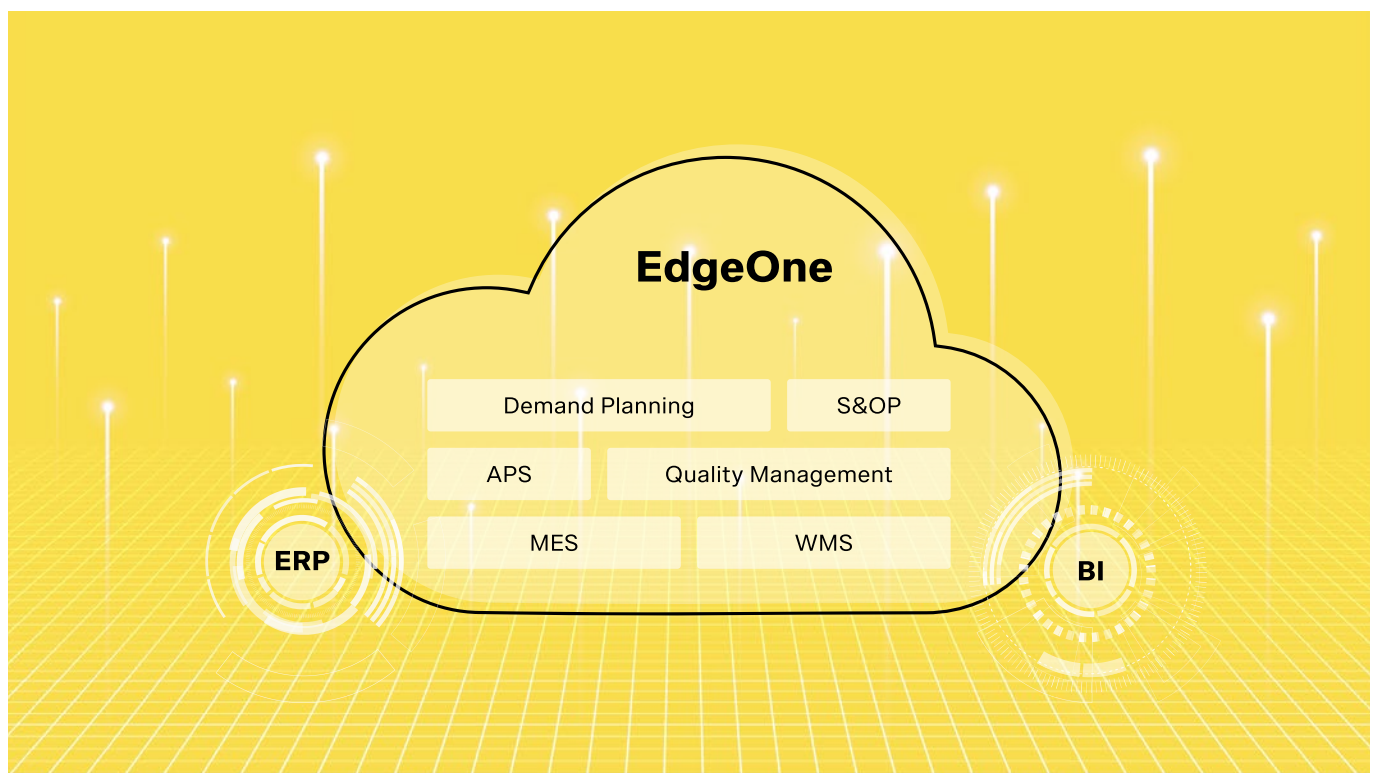 EdgeOne
Demand Planning
S&OP
APS
Quality Management
MES
WMS
ERP
BI